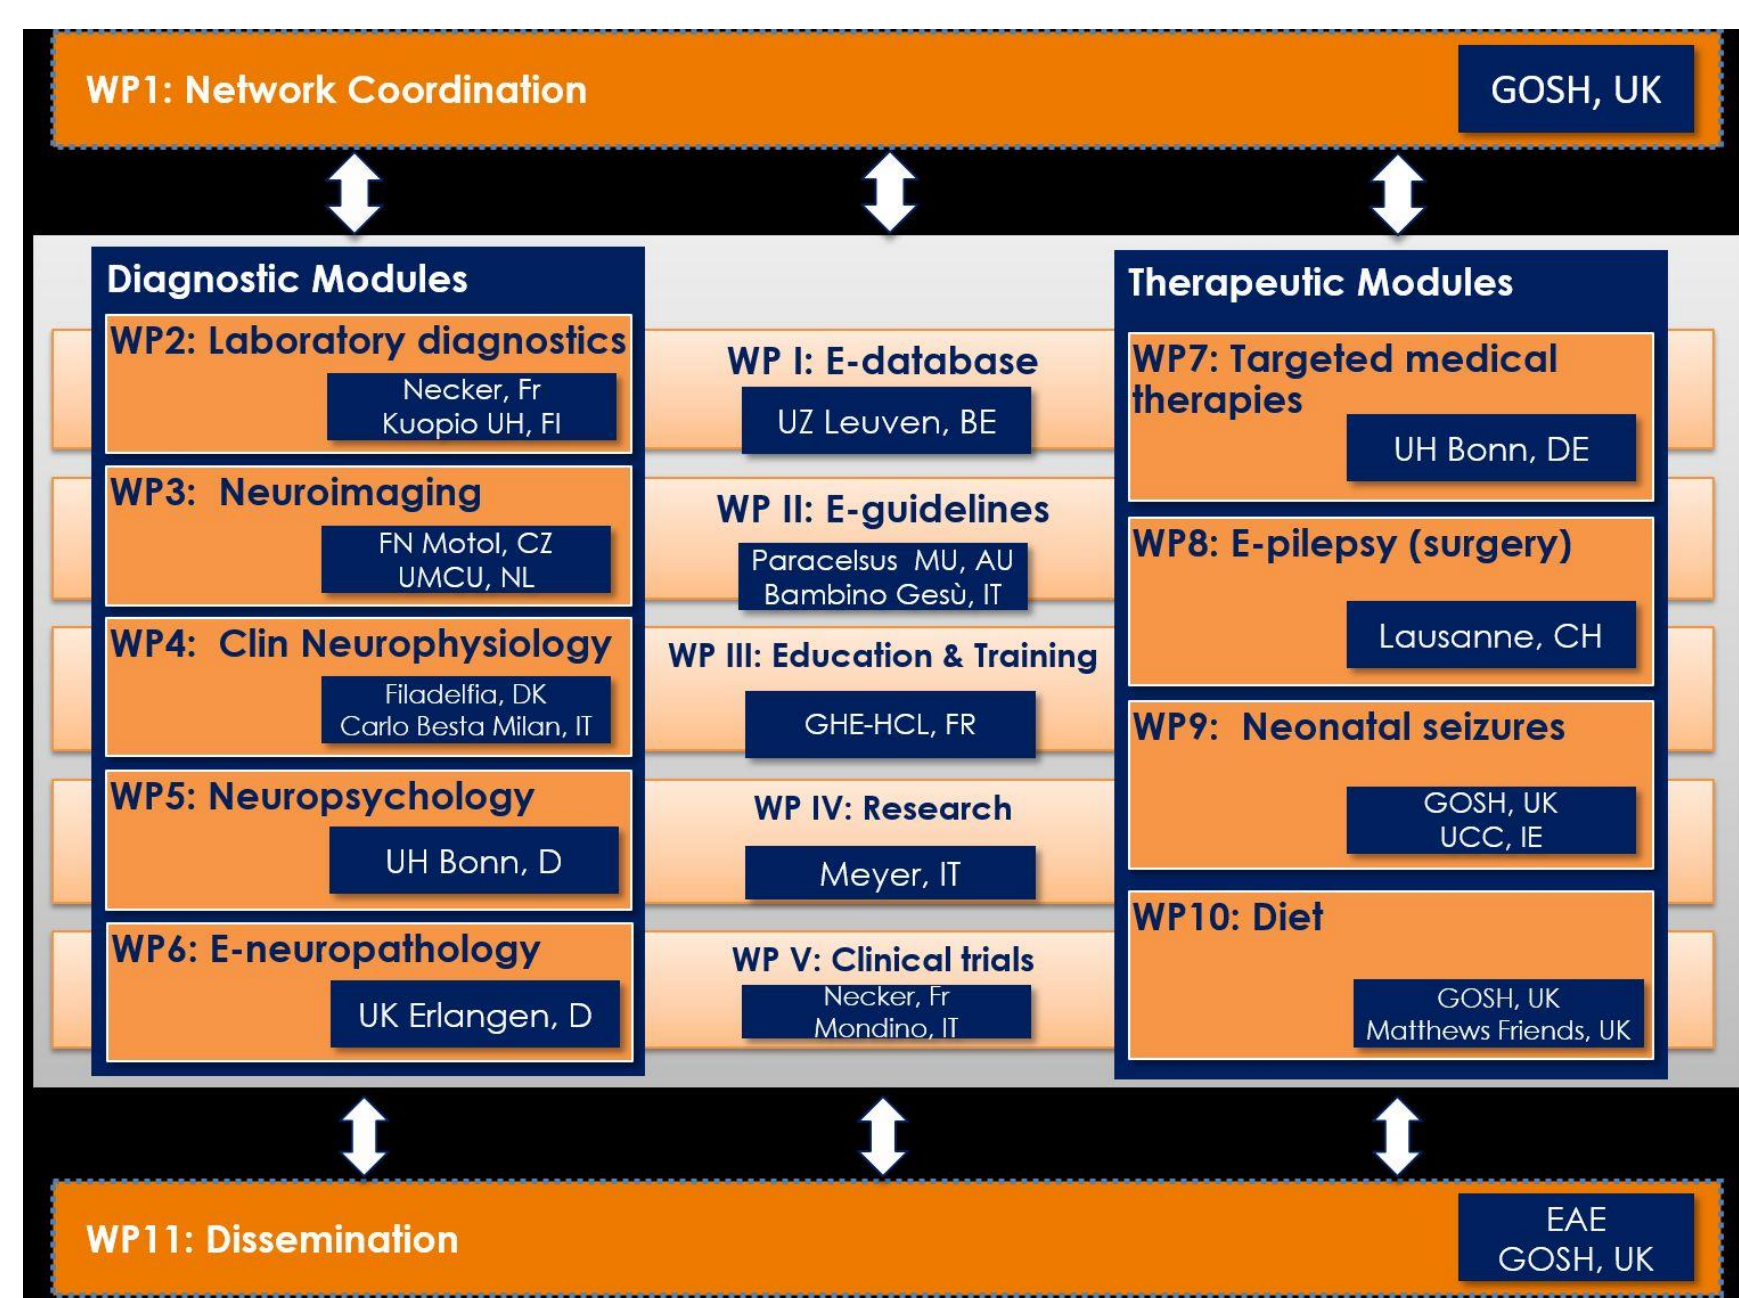 WP1: Network Coordination
GOSH, UK
Diagnostic Modules
WP2: Laboratory diagnostics
Necker, Fr
Kuopio UH, FI
WP3: Neuroimaging
FN Motol, CZ
UMCU, NL
WP4: Clin Neurophysiology
Filadelfia, DK
Carlo Besta Milan, IT
WP5: Neuropsychology
UH Bonn, D
WP6: E-neuropathology
UK Erlangen, D
WP I: E-database
UZ Leuven, BE
WP II: E-guidelines
Paracelsus MU, AU
Bambino Gesù, IT
WP III: Education & Training
GHE-HCL, FR
WP IV: Research
Meyer, IT
WP V: Clinical trials
Necker, Fr
Mondino, IT
Therapeutic Modules
WP7: Targeted medical
therapies
UH Bonn, DE
WP8: E-pilepsy (surgery)
Lausanne, CH
WP9: Neonatal seizures
GOSH, UK
UCC, IE
WP10: Diet
GOSH, UK
Matthews Friends, UK
WP11: Dissemination
EAE
GOSH, UK